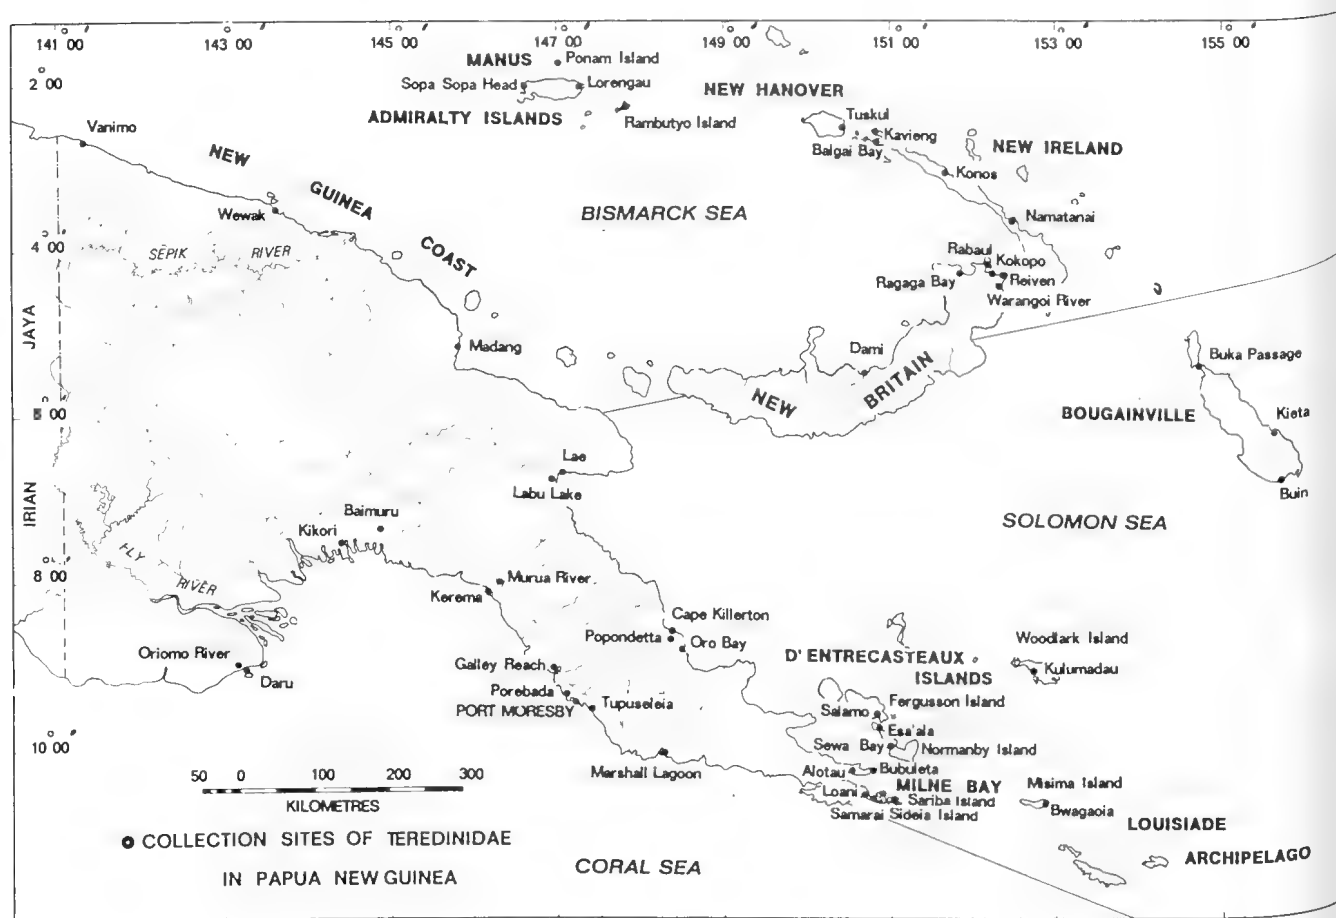 141° 00' 143° 00' 145° 00' 147° 00' 149° 00' 151° 00' 153° 00' 155° 00'
MANUS
Ponam Island
2° 00'
Sopa Sopa Head
Lorengau
NEW HANOVER
ADMIRALTY ISLANDS
Rambutyo Island
Tuskul
Kavieng
Balgai Bay
NEW IRELAND
Vanimo
NEW GUINEA COAST
Konos
Wewak
BISMARCK SEA
Namatanai
4° 00'
SEPIK RIVER
Rabaul
Kokopo
Ragaga Bay
Reiven
Warangoi River
IRIAN JAYA
Madang
Dami
Buka Passage
NEW BRITAIN
BOUGAINVILLE
Kieta
6° 00'
Lae
Labu Lake
Buin
SOLOMON SEA
Baimuru
Kikori
FLY RIVER
8° 00'
Murua River
Kerema
Cape Killerton
Popondetta
Oro Bay
Woodlark Island
Kulumadau
Oriomo River
Daru
D'ENTRECASTEAUX ISLANDS
Galley Reach
Porebada
PORT MORESBY
Tupuseleia
Fergusson Island
Salamo
Esa'ala
Sewa Bay
Normanby Island
10° 00'
Marshall Lagoon
Alotau
Bubuleta
MILNE BAY
Misima Island
Loani
Sariba Island
Bwagaoia
Samarai Sideia Island
LOUISIADE
ARCHIPELAGO
50 0 100 200 300
KILOMETRES
COLLECTION SITES OF TEREDINIDAE
IN PAPUA NEW GUINEA
CORAL SEA